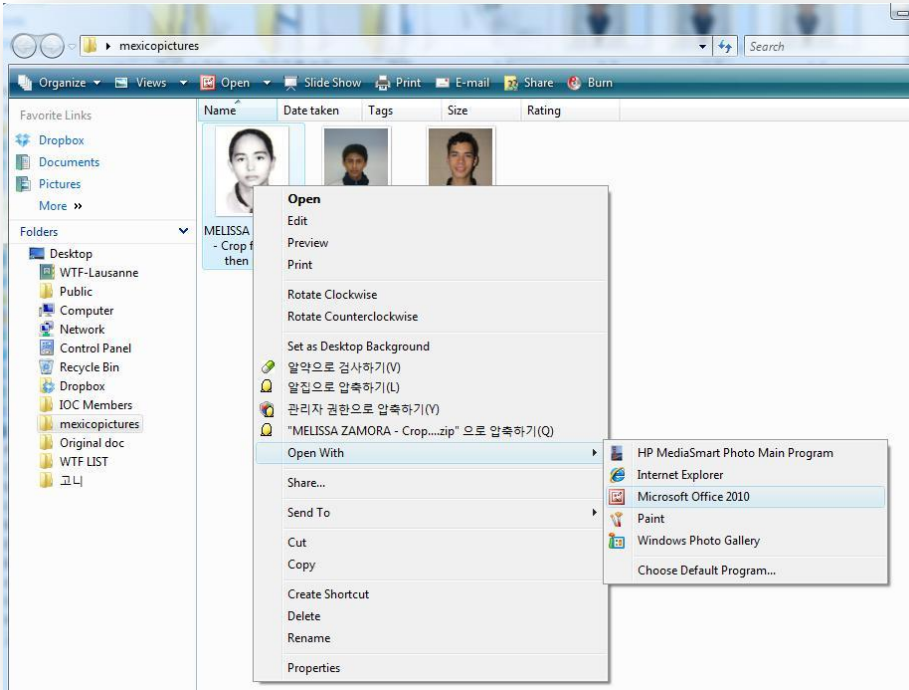 mexicopictures
Search
Organize Views Open Slide Show Print E-mail Share Burn
Favorite Links
Dropbox
Documents
Pictures
More »
Folders
Desktop
WTF-Lausanne
Public
Computer
Network
Control Panel
Recycle Bin
Dropbox
IOC Members
mexicopictures
Original doc
WTF LIST
고니
Name Date taken Tags Size Rating
MELISSA
- Crop f
then
Open
Edit
Preview
Print
Rotate Clockwise
Rotate Counterclockwise
Set as Desktop Background
알약으로 검사하기(V)
알집으로 압축하기(L)
관리자 권한으로 압축하기(Y)
"MELISSA ZAMORA - Crop....zip" 으로 압축하기(Q)
Open With
Share...
Send To
Cut
Copy
Create Shortcut
Delete
Rename
Properties
HP MediaSmart Photo Main Program
Internet Explorer
Microsoft Office 2010
Paint
Windows Photo Gallery
Choose Default Program...